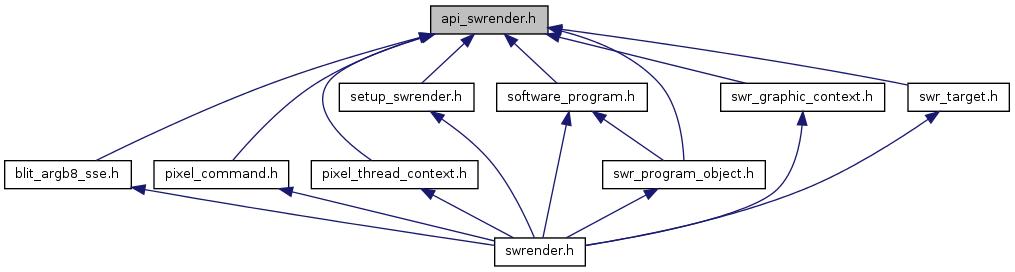 api_swrender.h
setup_swrender.h
software_program.h
swr_graphic_context.h
swr_target.h
blit_argb8_sse.h
pixel_command.h
pixel_thread_context.h
swr_program_object.h
swrender.h